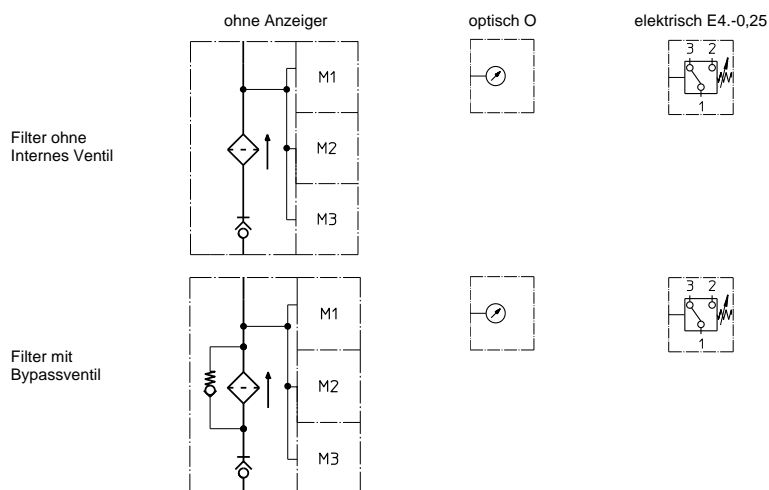 ohne Anzeiger
optisch O
elektrisch E4.-0,25
Filter ohne
Internes Ventil
M1
M2
M3
3 2
1
Filter mit
Bypassventil
M1
M2
M3
3 2
1